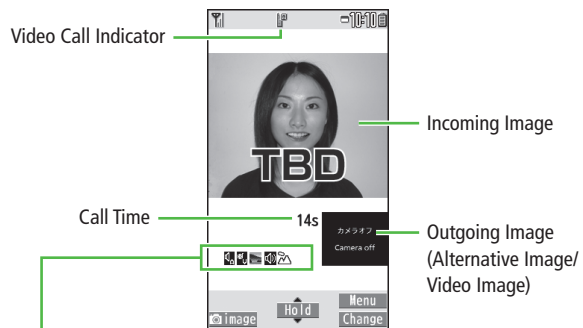 10:10
Video Call Indicator
Incoming Image
TBD
Call Time
14s
カメラオフ
Camera off
Outgoing Image
(Alternative Image/
Video Image)
Menu
image
Hold
Change